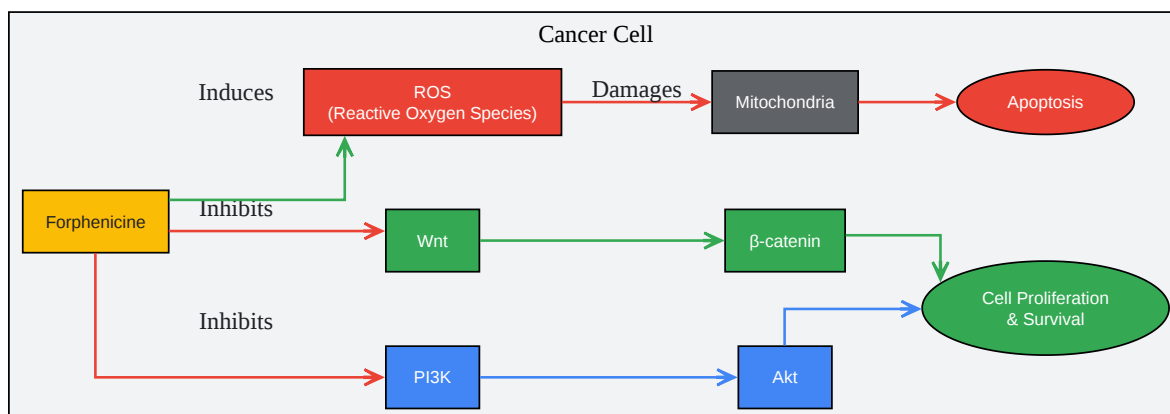 Cancer Cell
Induces
ROS
(Reactive Oxygen Species)
Damages
Mitochondria
Apoptosis
Forphenicine
Inhibits
Wnt
β-catenin
Cell Proliferation
& Survival
Inhibits
PI3K
Akt